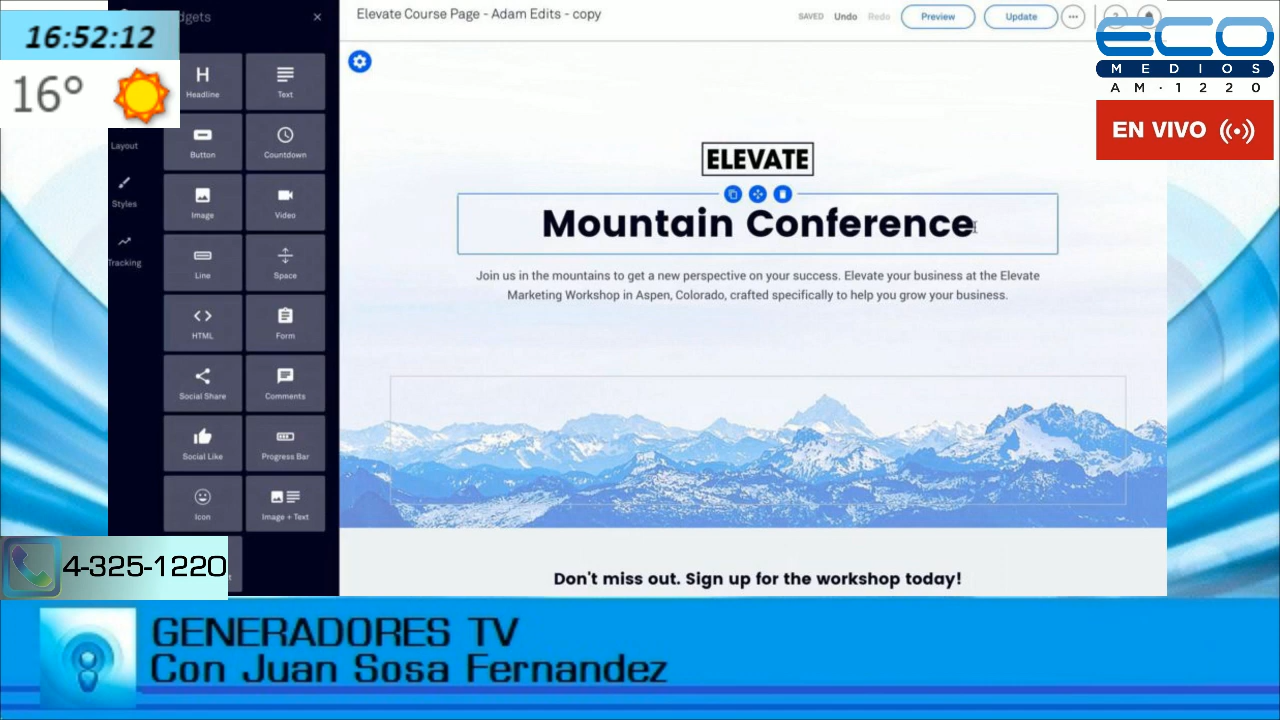 16:52:12
16°
dgets
Elevate Course Page - Adam Edits - copy
SAVED
Undo
Redo
Preview
Update
ECO
MEDIOS
AM·1220
EN VIVO
Headline
Text
Layout
Button
Countdown
Styles
Image
Video
Tracking
Line
Space
HTML
Form
Social Share
Comments
Social Like
Progress Bar
Icon
Image + Text
ELEVATE
Mountain Conference
Join us in the mountains to get a new perspective on your success. Elevate your business at the Elevate
Marketing Workshop in Aspen, Colorado, crafted specifically to help you grow your business.
Don't miss out. Sign up for the workshop today!
4-325-1220
GENERADORES TV
Con Juan Sosa Fernandez